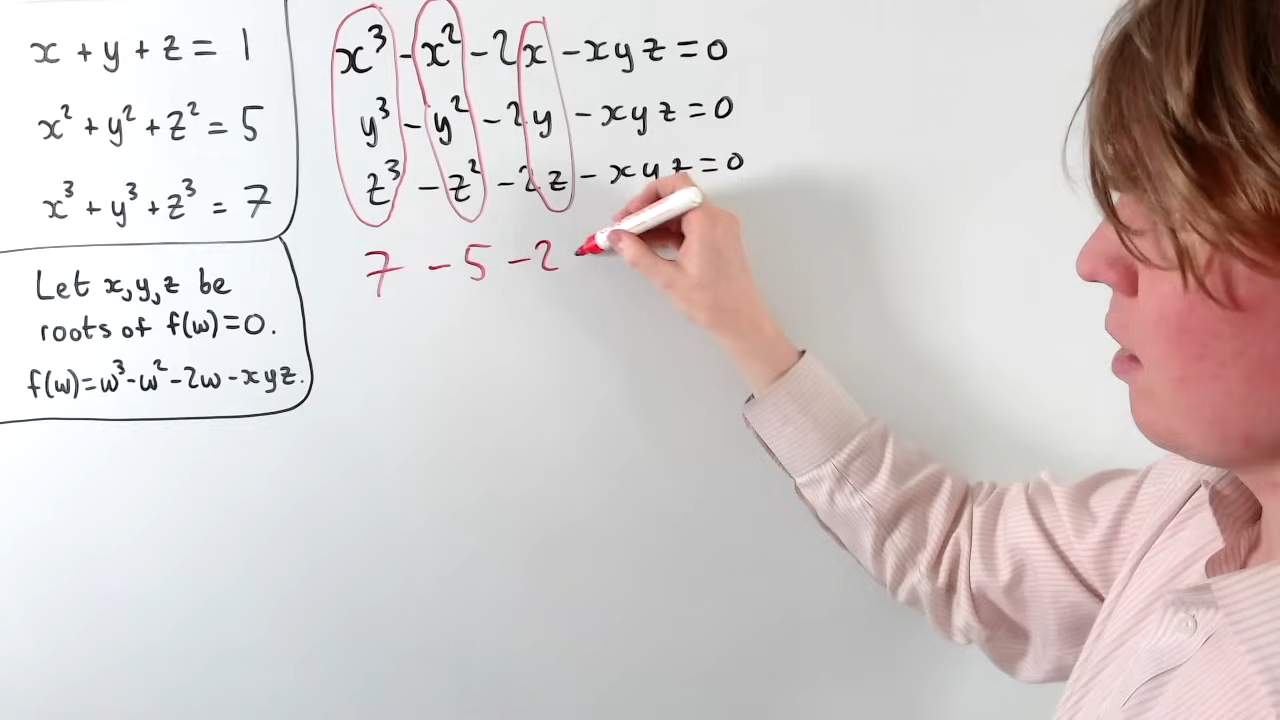 x + y + z = 1
x² + y² + z² = 5
x³ + y³ + z³ = 7
Let x, y, z be
roots of f(w)=0.
f(w)=w³-w²-2w-xyz.
x³ - x² - 2x - xyz = 0
y³ - y² - 2y - xyz = 0
z³ - z² - 2z - xyz = 0
7 - 5 - 2